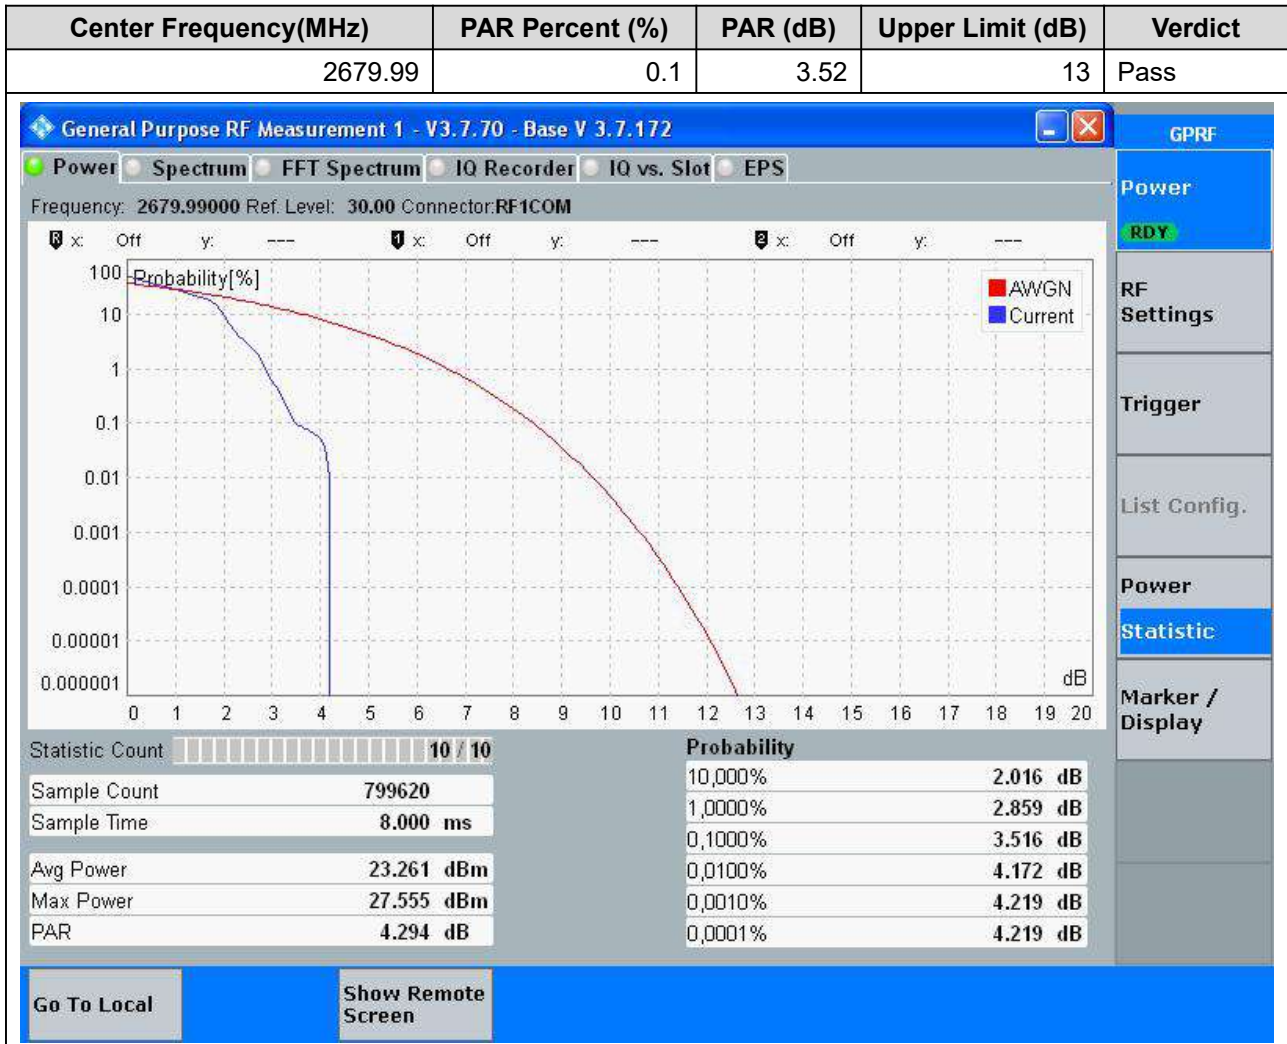 Center Frequency(MHz) PAR Percent (%) PAR (dB) Upper Limit (dB) Verdict
2679.99 0.1 3.52 13 Pass
General Purpose RF Measurement 1 - V3.7.70 - Base V 3.7.172
GPRF
Power Spectrum FFT Spectrum IQ Recorder IQ vs. Slot EPS
Frequency: 2679.99000 Ref. Level: 30.00 Connector:RF1COM
R x: Off y: --- 1 x: Off y: --- 2 x: Off y: ---
Probability[%]
AWGN
Current
100
10
1
0.1
0.01
0.001
0.0001
0.00001
0.000001
dB
0 1 2 3 4 5 6 7 8 9 10 11 12 13 14 15 16 17 18 19 20
Statistic Count 10 / 10
Sample Count 799620
Sample Time 8.000 ms
Avg Power 23.261 dBm
Max Power 27.555 dBm
PAR 4.294 dB
Probability
10,000% 2.016 dB
1,0000% 2.859 dB
0,1000% 3.516 dB
0,0100% 4.172 dB
0,0010% 4.219 dB
0,0001% 4.219 dB
Power
RDY
RF
Settings
Trigger
List Config.
Power
Statistic
Marker /
Display
Go To Local
Show Remote
Screen